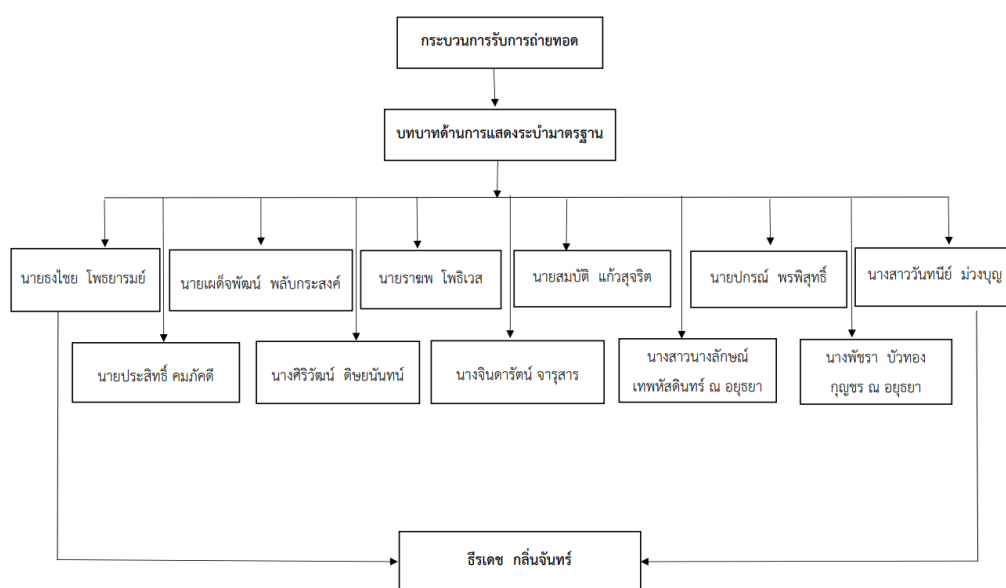 กระบวนการรับการถ่ายทอด
บทบาทด้านการแสดงระบำมาตรฐาน
นายธงไชย โพธยารมย์
นายเผด็จพัฒน์ พลับกระสงค์
นายราฆพ โพธิเวส
นายสมบัติ แก้วสุจริต
นายปกรณ์ พรพิสุทธิ์
นางสาววันทนีย์ ม่วงบุญ
นายประสิทธิ์ คมภักดี
นางศิริวัฒน์ ดิษยนันทน์
นางจินดารัตน์ จารุสาร
นางสาวนางลักษณ์
เทพหัสดินทร์ ณ อยุธยา
นางพัชรา บัวทอง
กุญชร ณ อยุธยา
ธีรเดช กลิ่นจันทร์